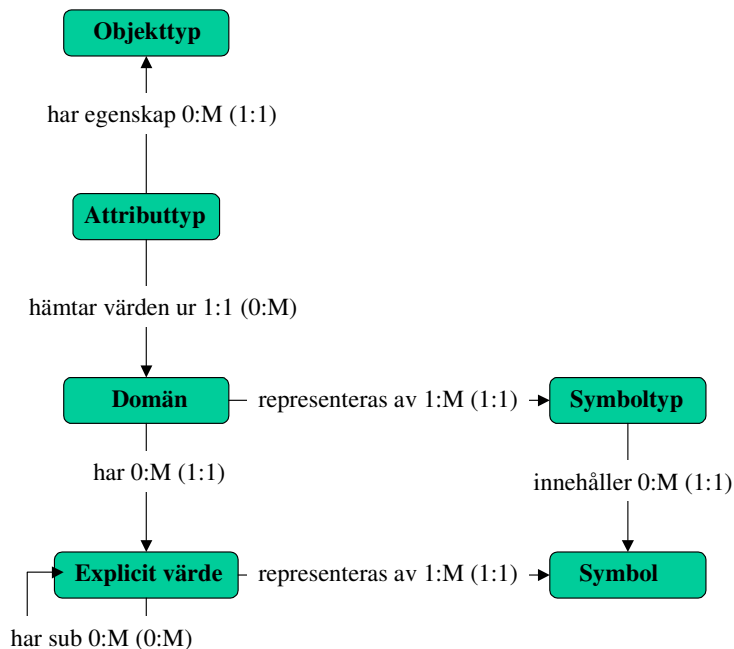 Objekttyp
har egenskap 0:M (1:1)
Attributtyp
hämtar värden ur 1:1 (0:M)
Domän
representeras av 1:M (1:1)
Symboltyp
har 0:M (1:1)
innehåller 0:M (1:1)
Explicit värde
representeras av 1:M (1:1)
Symbol
har sub 0:M (0:M)